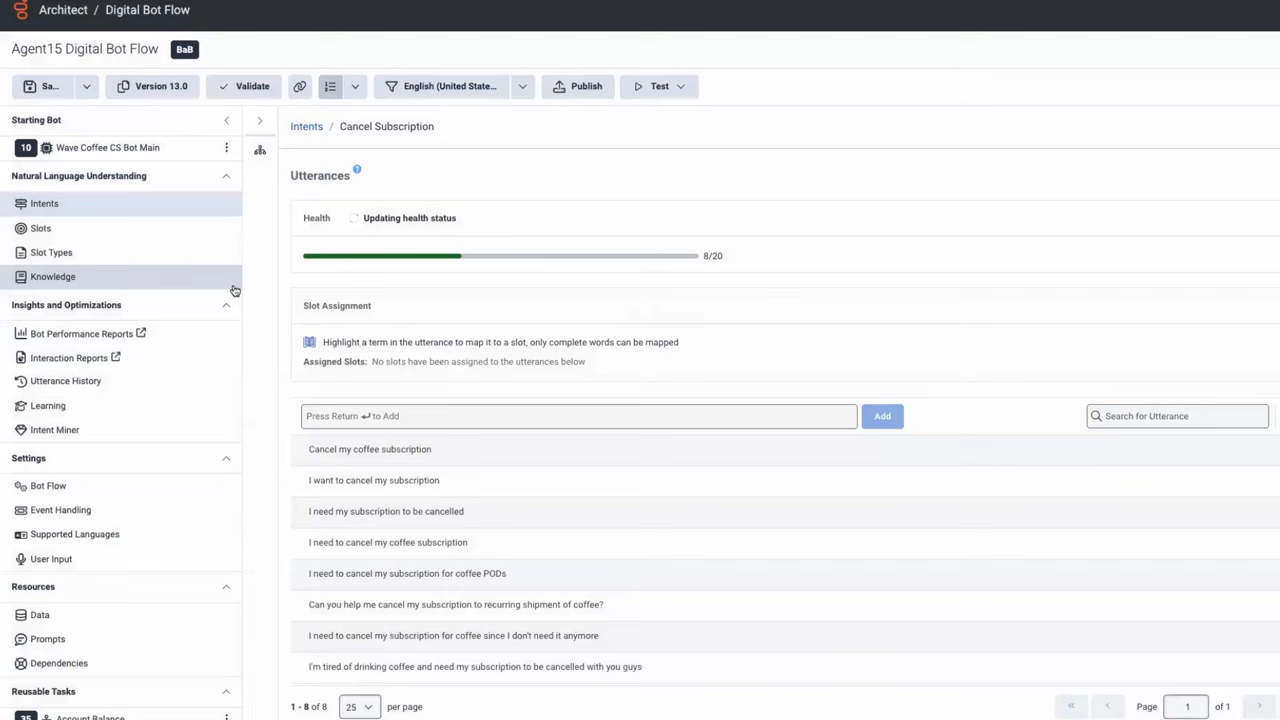 Architect / Digital Bot Flow
Agent15 Digital Bot Flow BaB
Sa... Version 13.0 Validate English (United State... Publish Test
Starting Bot
10 Wave Coffee CS Bot Main
Natural Language Understanding
Intents
Slots
Slot Types
Knowledge
Insights and Optimizations
Bot Performance Reports
Interaction Reports
Utterance History
Learning
Intent Miner
Settings
Bot Flow
Event Handling
Supported Languages
User Input
Resources
Data
Prompts
Dependencies
Reusable Tasks
35 Account Balance
Intents / Cancel Subscription
Utterances ?
Health Updating health status
8/20
Slot Assignment
Highlight a term in the utterance to map it to a slot, only complete words can be mapped
Assigned Slots: No slots have been assigned to the utterances below
Press Return ↵ to Add Add Search for Utterance
Cancel my coffee subscription
I want to cancel my subscription
I need my subscription to be cancelled
I need to cancel my coffee subscription
I need to cancel my subscription for coffee PODs
Can you help me cancel my subscription to recurring shipment of coffee?
I need to cancel my subscription for coffee since I don't need it anymore
I'm tired of drinking coffee and need my subscription to be cancelled with you guys
1 - 8 of 8 25 per page Page 1 of 1